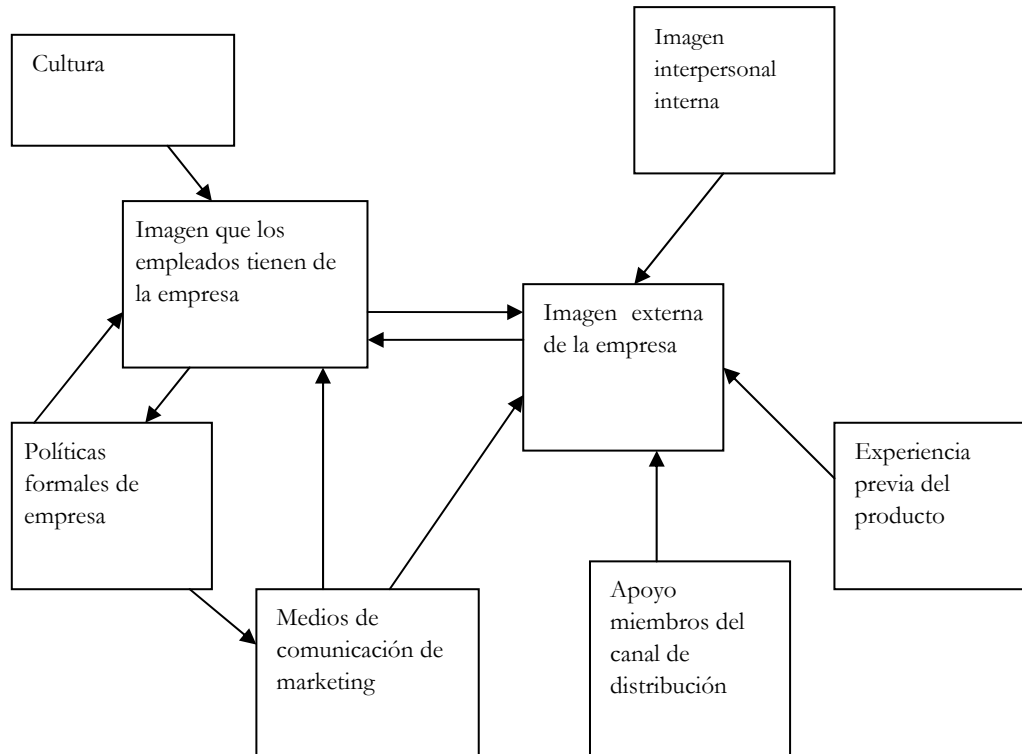 Cultura
Imagen
interpersonal
interna
Imagen que los
empleados tienen de
la empresa
Imagen externa
de la empresa
Políticas
formales de
empresa
Experiencia
previa del
producto
Medios de
comunicación de
marketing
Apoyo
miembros del
canal de
distribución